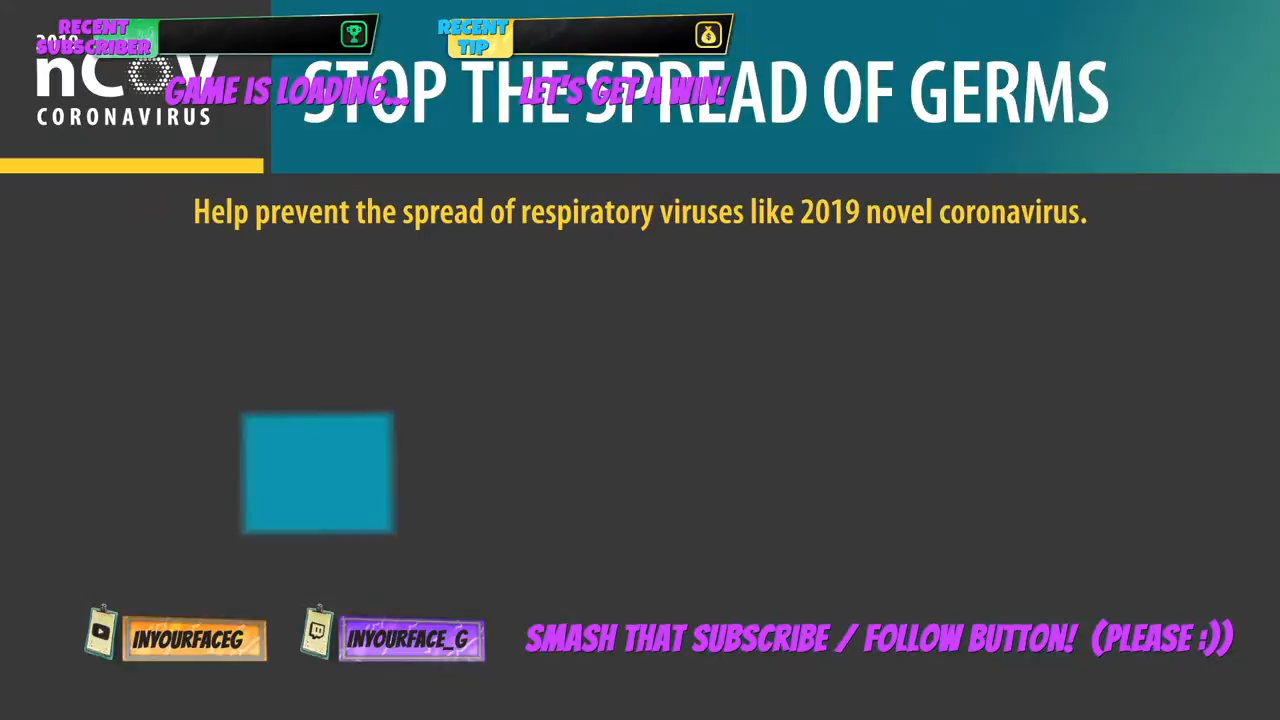 RECENT
SUBSCRIBER
RECENT
TIP
2019
nCoV
CORONAVIRUS
GAME IS LOADING...
LET'S GET A WIN!
STOP THE SPREAD OF GERMS
Help prevent the spread of respiratory viruses like 2019 novel coronavirus.
INYOURFACEG
INYOURFACE_G
SMASH THAT SUBSCRIBE / FOLLOW BUTTON! (PLEASE :))